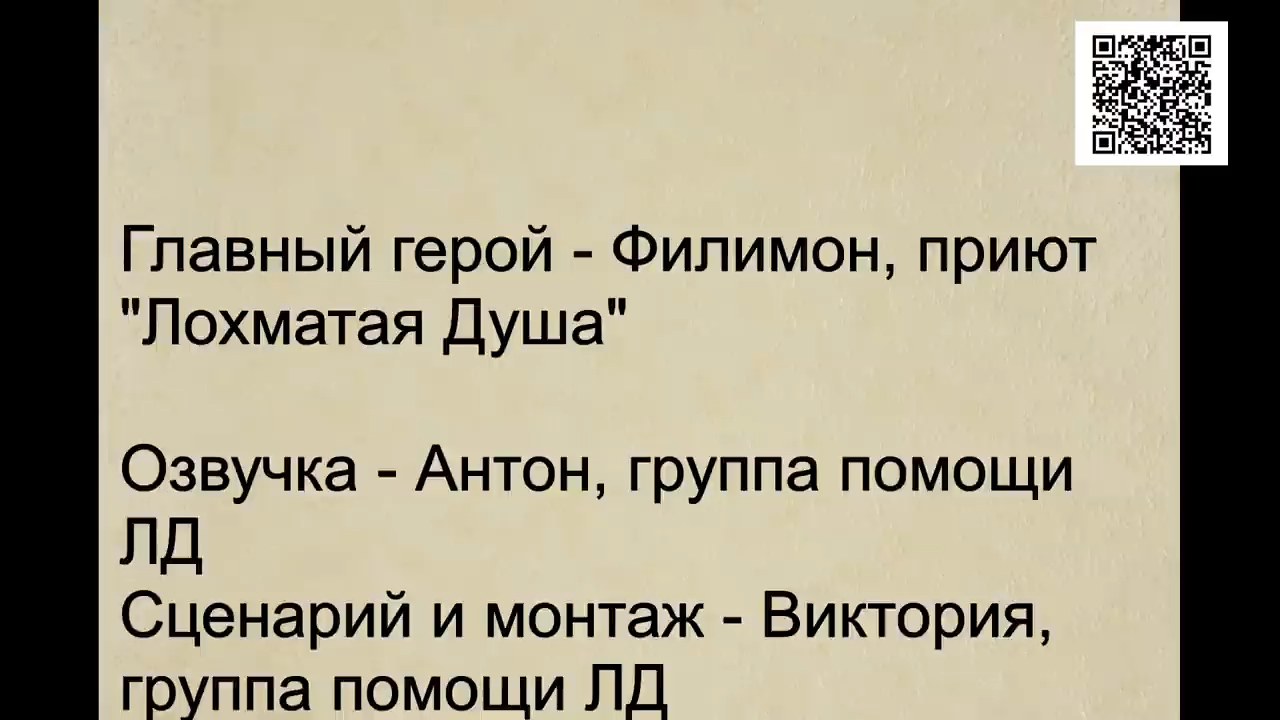 Главный герой - Филимон, приют
"Лохматая Душа"
Озвучка - Антон, группа помощи
ЛД
Сценарий и монтаж - Виктория,
группа помощи ЛД